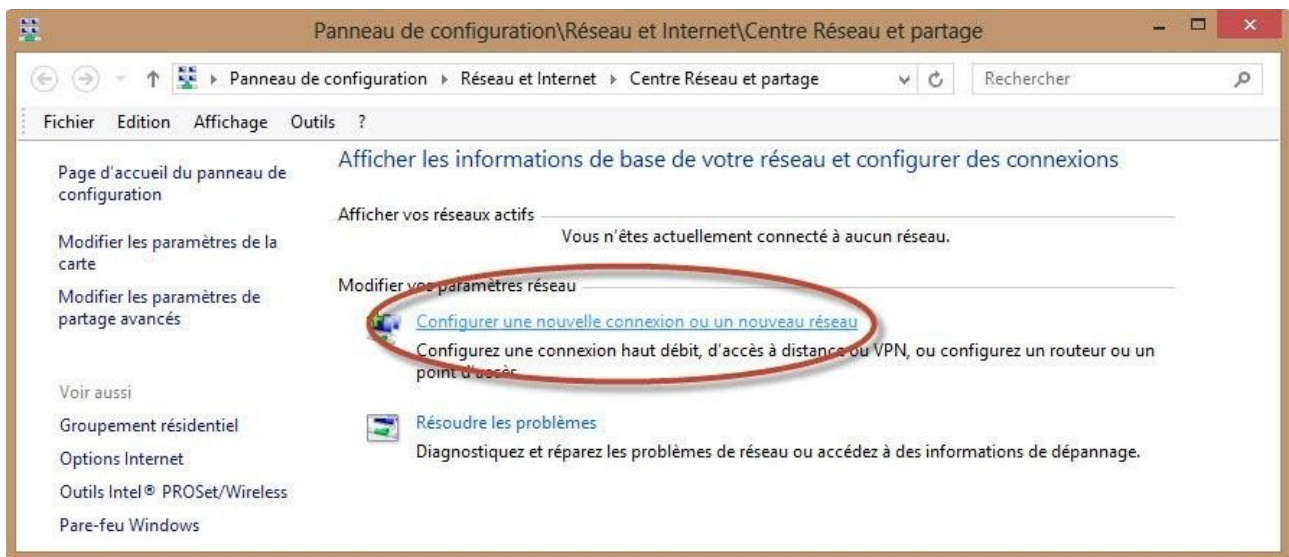 Panneau de configuration\Réseau et Internet\Centre Réseau et partage
Panneau de configuration Réseau et Internet Centre Réseau et partage Rechercher
Fichier Edition Affichage Outils ?
Page d'accueil du panneau de
configuration
Modifier les paramètres de la
carte
Modifier les paramètres de
partage avancés
Voir aussi
Groupement résidentiel
Options Internet
Outils Intel® PROSet/Wireless
Pare-feu Windows
Afficher les informations de base de votre réseau et configurer des connexions
Afficher vos réseaux actifs
Vous n'êtes actuellement connecté à aucun réseau.
Modifier vos paramètres réseau
Configurer une nouvelle connexion ou un nouveau réseau
Configurez une connexion haut débit, d'accès à distance ou VPN, ou configurez un routeur ou un
point d'accès.
Résoudre les problèmes
Diagnostiquez et réparez les problèmes de réseau ou accédez à des informations de dépannage.